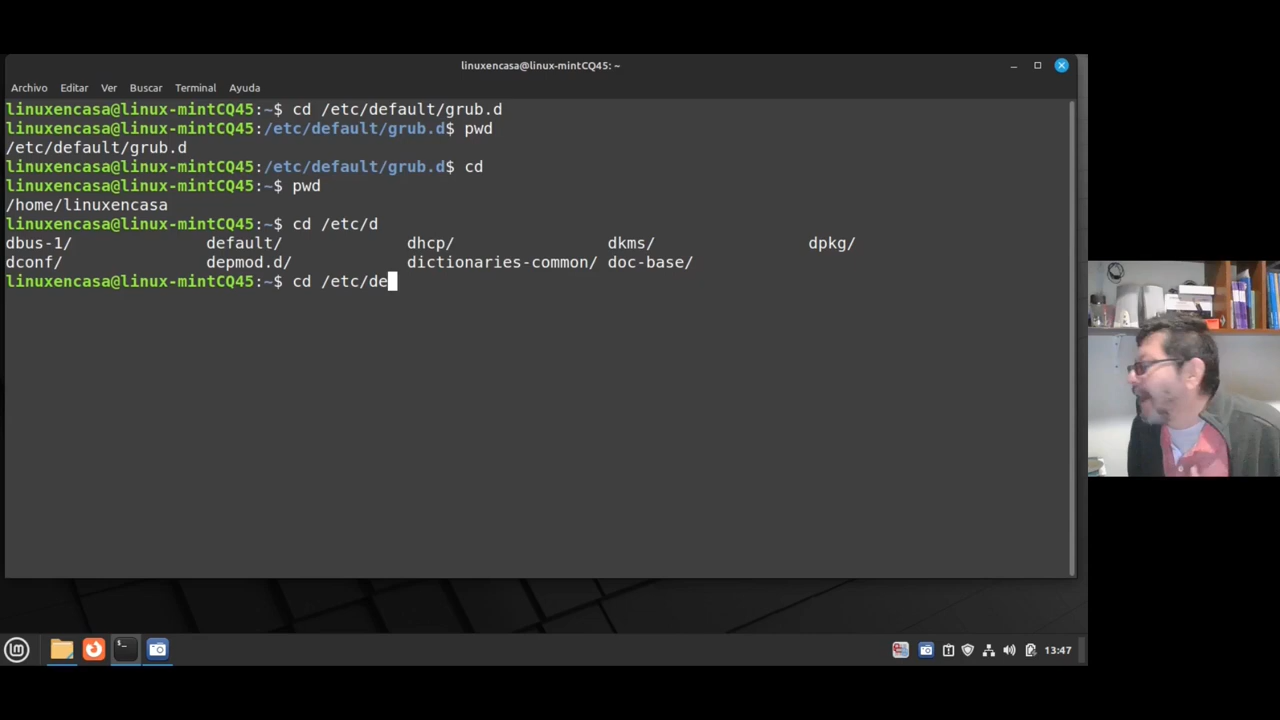 linuxencasa@linux-mintCQ45: ~
Archivo Editar Ver Buscar Terminal Ayuda
linuxencasa@linux-mintCQ45:~$ cd /etc/default/grub.d
linuxencasa@linux-mintCQ45:/etc/default/grub.d$ pwd
/etc/default/grub.d
linuxencasa@linux-mintCQ45:/etc/default/grub.d$ cd
linuxencasa@linux-mintCQ45:~$ pwd
/home/linuxencasa
linuxencasa@linux-mintCQ45:~$ cd /etc/d
dbus-1/ default/ dhcp/ dkms/ dpkg/
dconf/ depmod.d/ dictionaries-common/ doc-base/
linuxencasa@linux-mintCQ45:~$ cd /etc/de
13:47